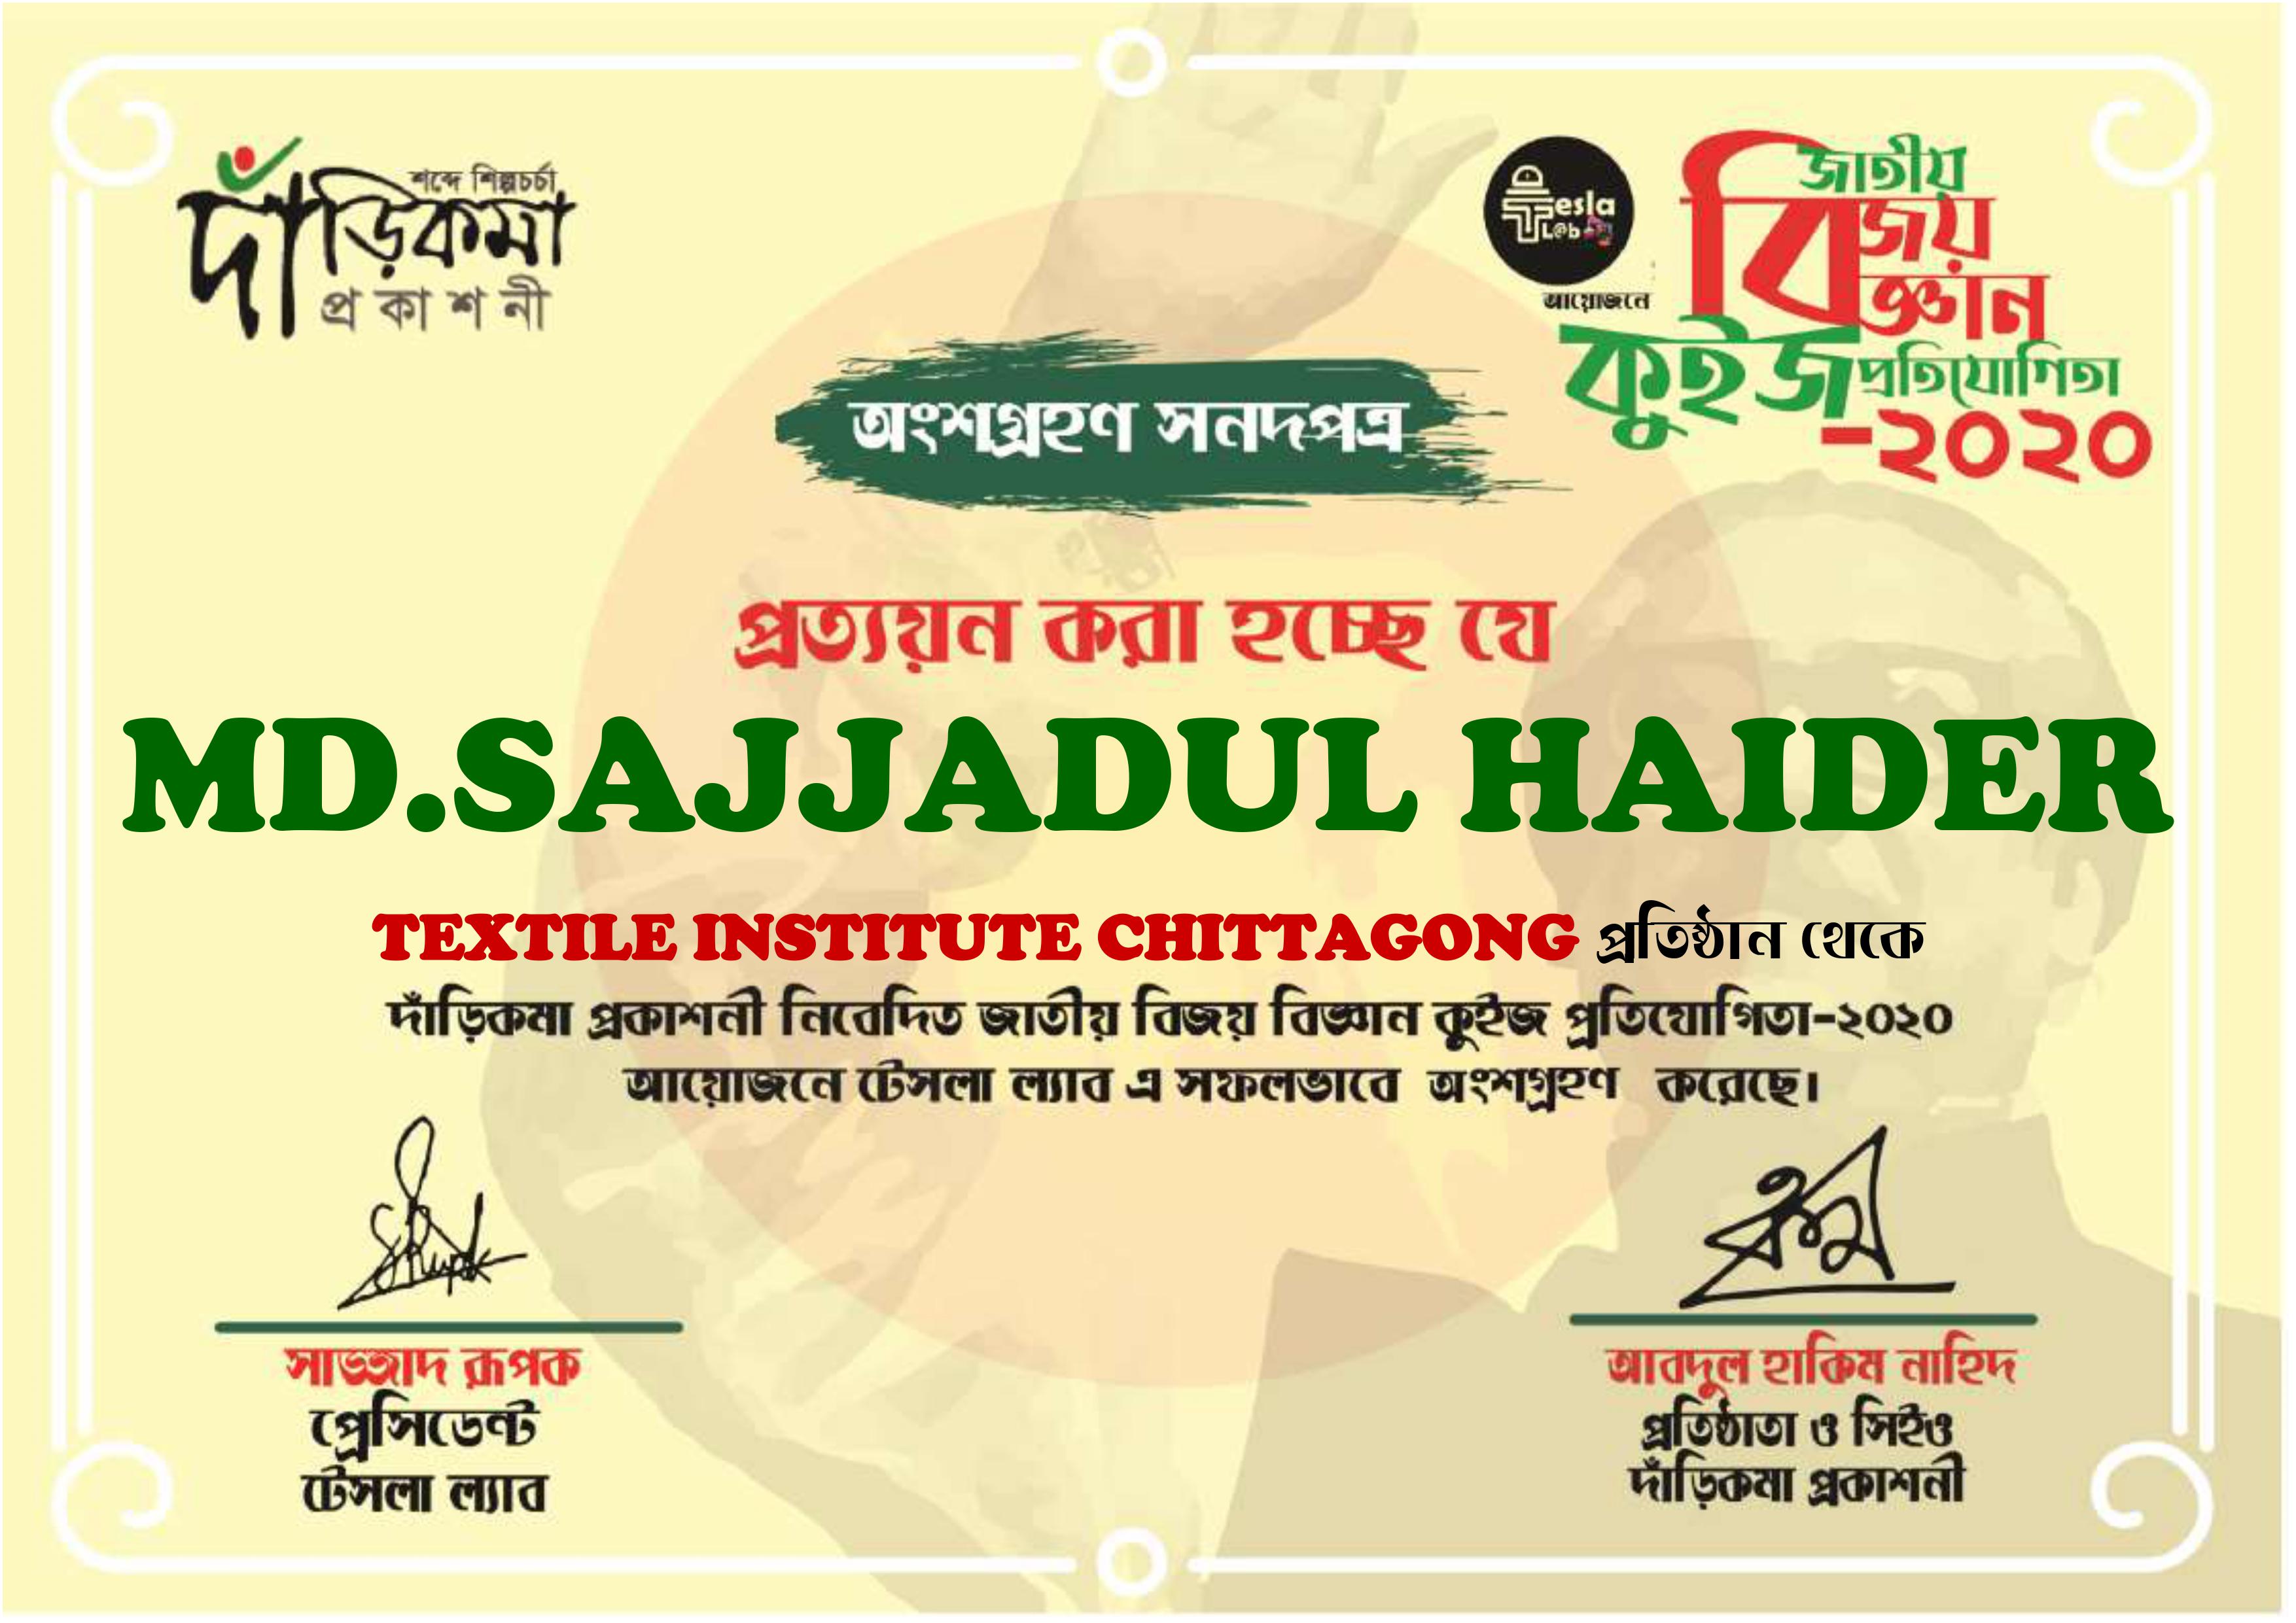 শব্দে শিল্পচর্চা
দাঁড়িকমা
প্রকাশনী
Tesla
L@b
আয়োজনে
জাতীয়
বিজয়
বিজ্ঞান
কুইজ প্রতিযোগিতা
-২০২০
অংশগ্রহণ সনদপত্র
প্রত্যয়ন করা হচ্ছে যে
MD.SAJJADUL HAIDER
TEXTILE INSTITUTE CHITTAGONG প্রতিষ্ঠান থেকে
দাঁড়িকমা প্রকাশনী নিবেদিত জাতীয় বিজয় বিজ্ঞান কুইজ প্রতিযোগিতা-২০২০
আয়োজনে টেসলা ল্যাব এ সফলভাবে অংশগ্রহণ করেছে।
সাজ্জাদ রূপক
প্রেসিডেন্ট
টেসলা ল্যাব
আবদুল হাকিম নাহিদ
প্রতিষ্ঠাতা ও সিইও
দাঁড়িকমা প্রকাশনী